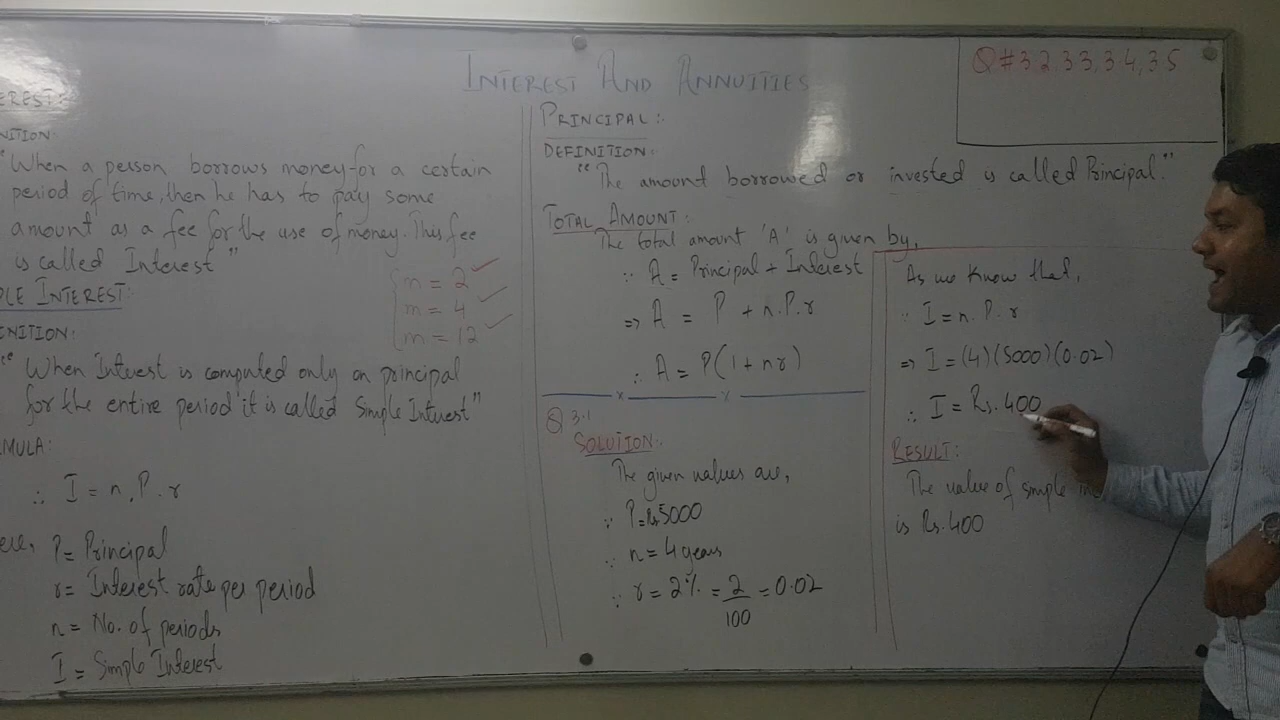 INTEREST AND ANNUITIES
Q #3.2, 3.3, 3.4, 3.5
EREST:
NITION:
"When a person borrows money for a certain
period of time, then he has to pay some
amount as a fee for the use of money. This fee
is called Interest"
m = 2 ✓
m = 4 ✓
m = 12 ✓
PLE INTEREST:
INITION:
"When Interest is computed only on principal
for the entire period it is called Simple Interest"
MULA:
∴ I = n.P.r
ere,
P = Principal
r = Interest rate per period
n = No. of periods
I = Simple Interest
PRINCIPAL:
DEFINITION:
"The amount borrowed or invested is called Principal."
TOTAL AMOUNT:
The total amount 'A' is given by,
∵ A = Principal + Interest
⇒ A = P + n.P.r
∴ A = P(1 + nr)
Q 3.1
SOLUTION:
The given values are,
∵ P = Rs 5000
∵ n = 4 years
∵ r = 2% = 2/100 = 0.02
As we know that,
∵ I = n.P.r
⇒ I = (4)(5000)(0.02)
∴ I = Rs. 400
RESULT:
The value of simple in
is Rs. 400